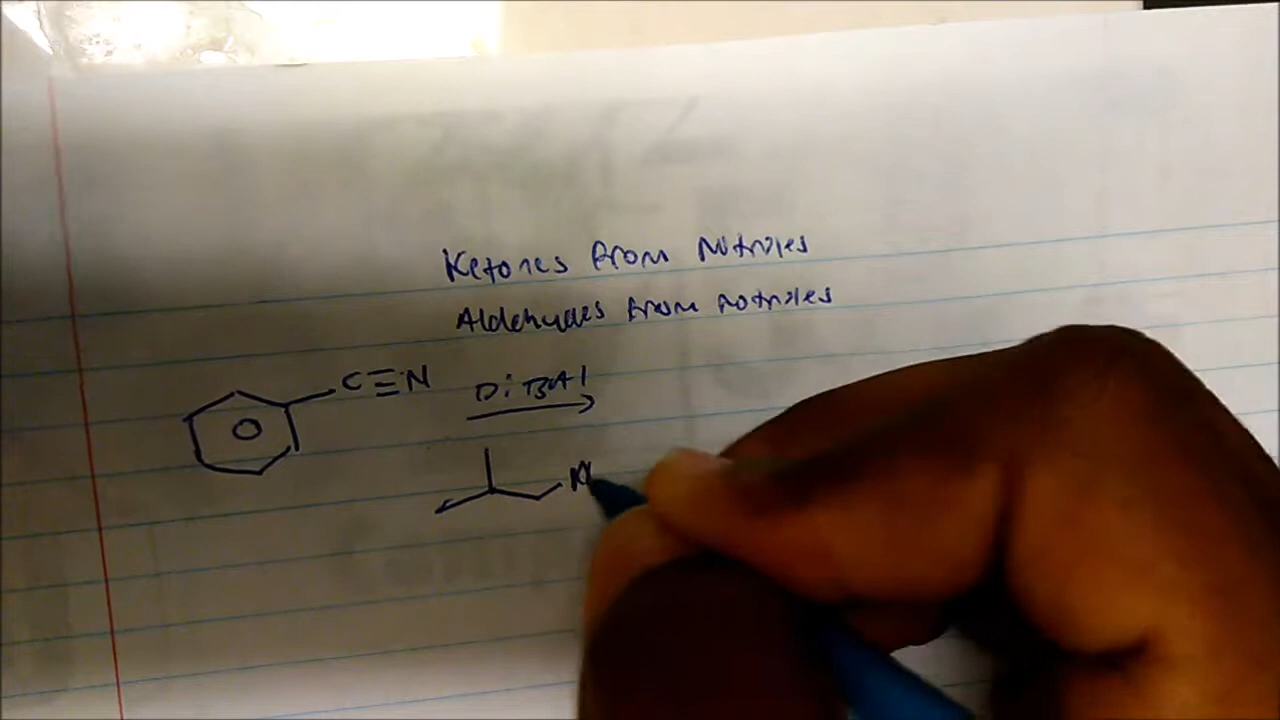 Ketones from Nitriles
Aldehydes from nitriles
C≡N
DiBAl